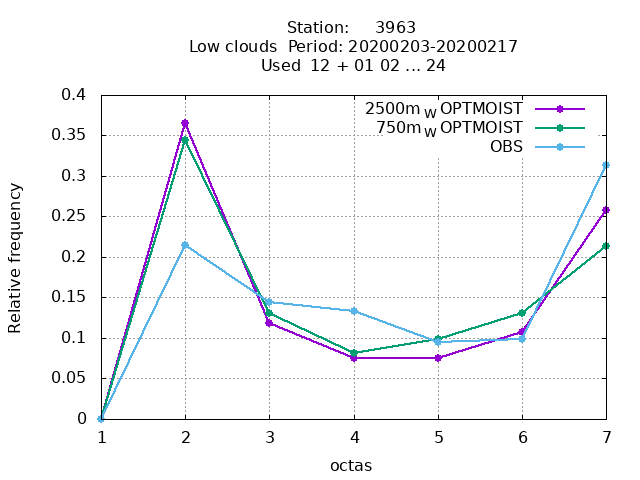 Station: 3963
Low clouds Period: 20200203-20200217
Used 12 + 01 02 ... 24
2500m_W OPTMOIST
750m_W OPTMOIST
OBS
Relative frequency
0.4
0.35
0.3
0.25
0.2
0.15
0.1
0.05
0
1 2 3 4 5 6 7
octas